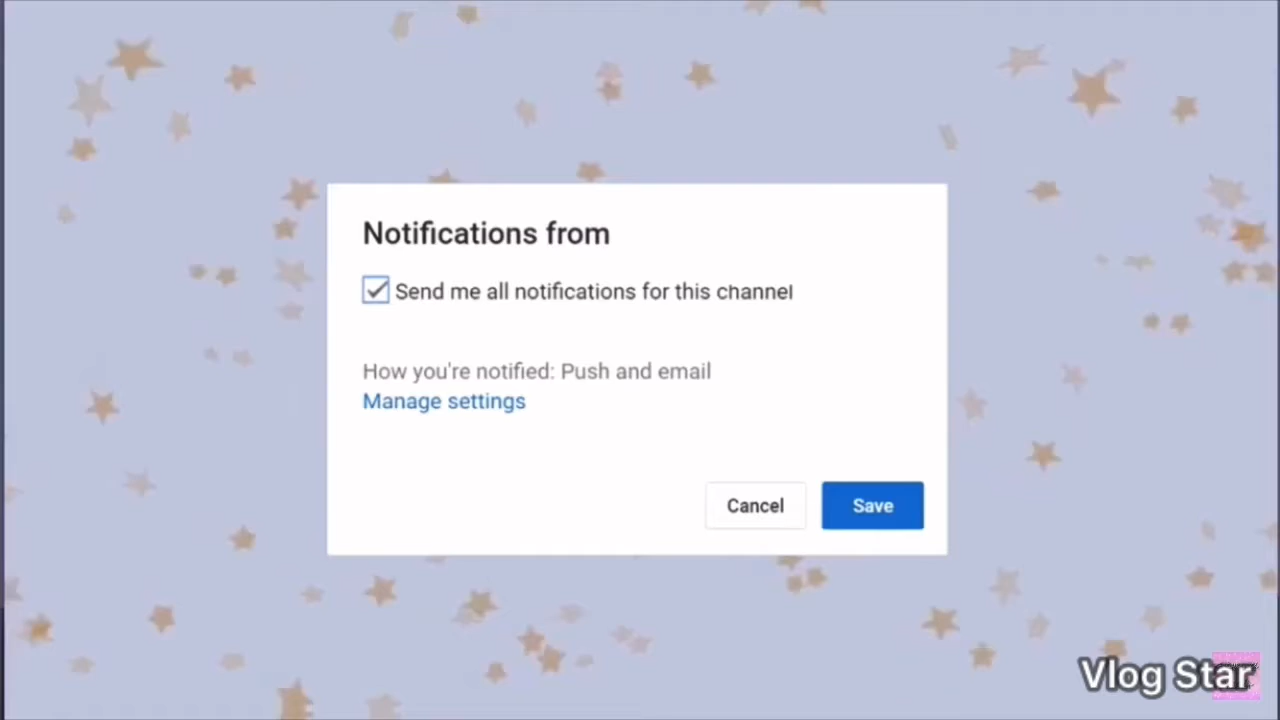 Notifications from
Send me all notifications for this channel
How you're notified: Push and email
Manage settings
Cancel
Save
Vlog Star